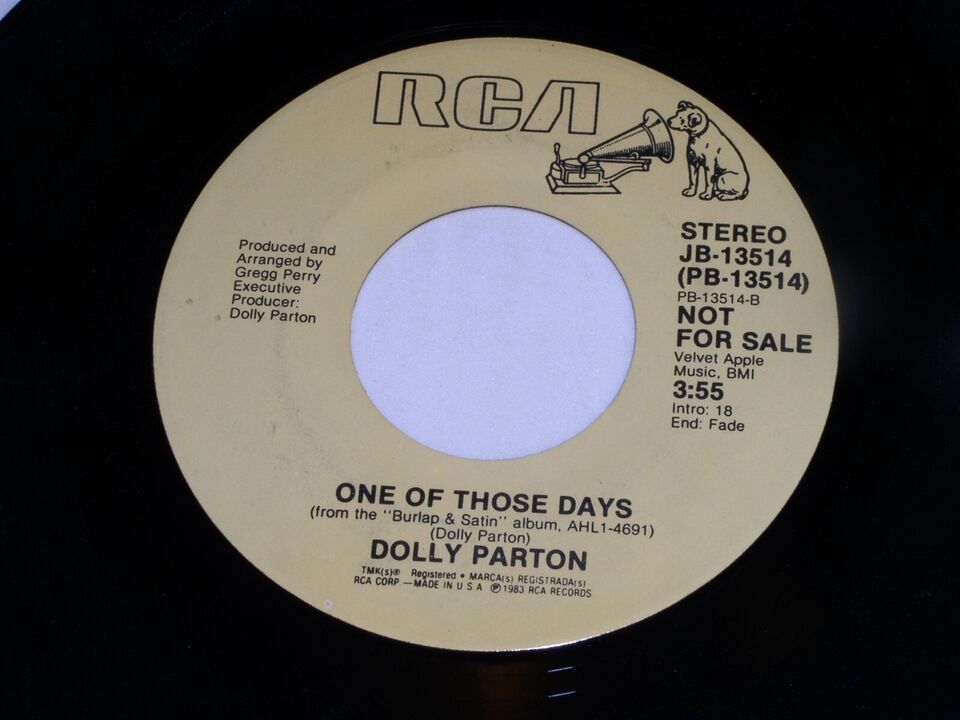 RCA
Produced and
Arranged by
Gregg Perry
Executive
Producer:
Dolly Parton
STEREO
JB-13514
(PB-13514)
PB-13514-B
NOT
FOR SALE
Velvet Apple
Music, BMI
3:55
Intro: 18
End: Fade
ONE OF THOSE DAYS
(from the "Burlap & Satin" album, AHL1-4691)
(Dolly Parton)
DOLLY PARTON
TMK(s)® Registered • MARCA(s) REGISTRADA(s)
RCA CORP —MADE IN U S A ℗ 1983 RCA RECORDS